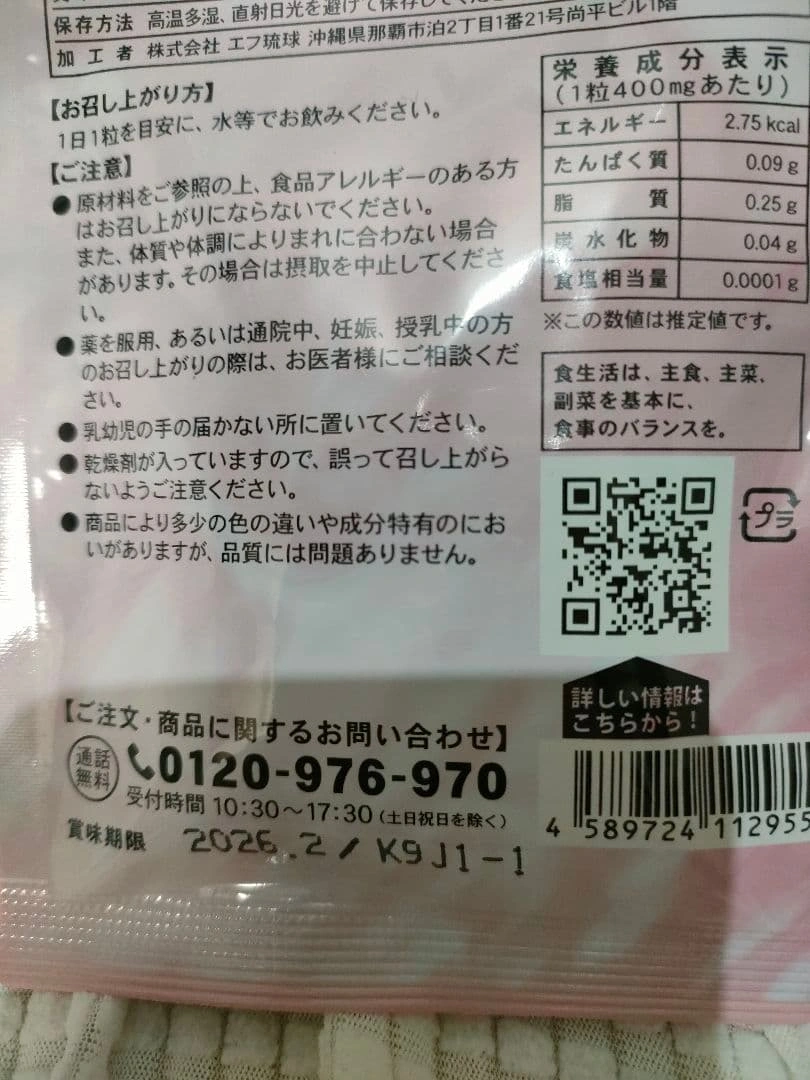 保存方法 高温多湿、直射日光を避けて保存してくだ
加工者 株式会社 エフ琉球 沖縄県那覇市泊2丁目1番21号尚平ビル1階
【お召し上がり方】
1日1粒を目安に、水等でお飲みください。
【ご注意】
●原材料をご参照の上、食品アレルギーのある方
はお召し上がりにならないでください。
また、体質や体調によりまれに合わない場合
があります。その場合は摂取を中止してくださ
い。
●薬を服用、あるいは通院中、妊娠、授乳中の方
のお召し上がりの際は、お医者様にご相談くだ
さい。
●乳幼児の手の届かない所に置いてください。
●乾燥剤が入っていますので、誤って召し上がら
ないようご注意ください。
●商品により多少の色の違いや成分特有のにお
いがありますが、品質には問題ありません。
栄養成分表示
(1粒400mgあたり)
エネルギー 2.75 kcal
たんぱく質 0.09 g
脂質 0.25 g
炭水化物 0.04 g
食塩相当量 0.0001 g
※この数値は推定値です。
食生活は、主食、主菜、
副菜を基本に、
食事のバランスを。
プラ
詳しい情報は
こちらから!
【ご注文・商品に関するお問い合わせ】
通話
無料
0120-976-970
受付時間 10:30〜17:30 (土日祝日を除く)
賞味期限 2026.2/K9J1-1
4 589724 112955